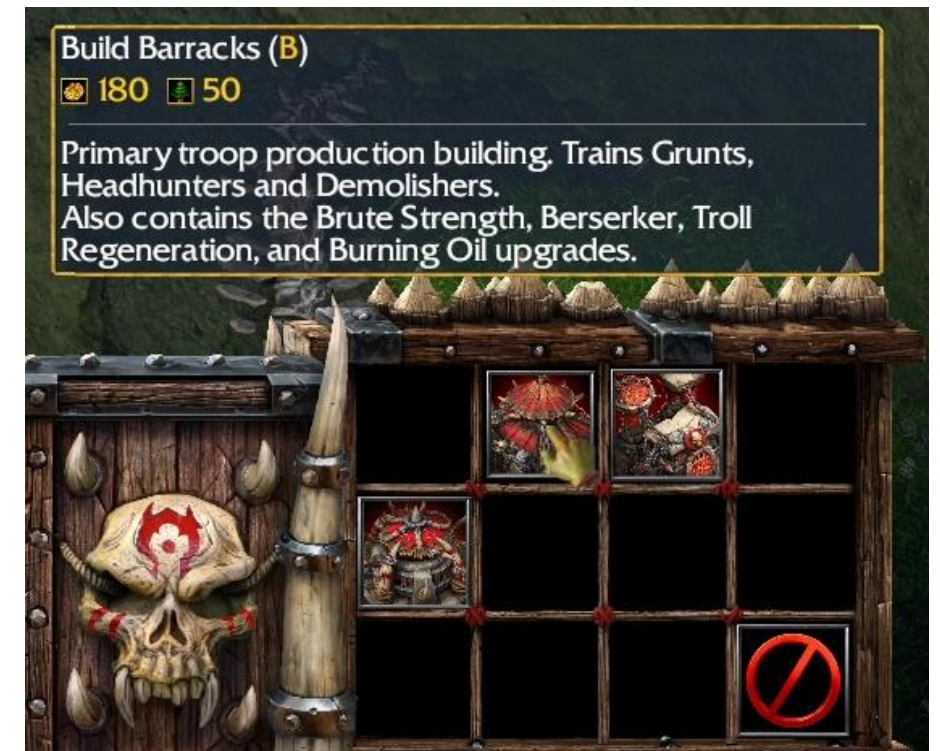 Build Barracks (B)
180 50
Primary troop production building. Trains Grunts,
Headhunters and Demolishers.
Also contains the Brute Strength, Berserker, Troll
Regeneration, and Burning Oil upgrades.